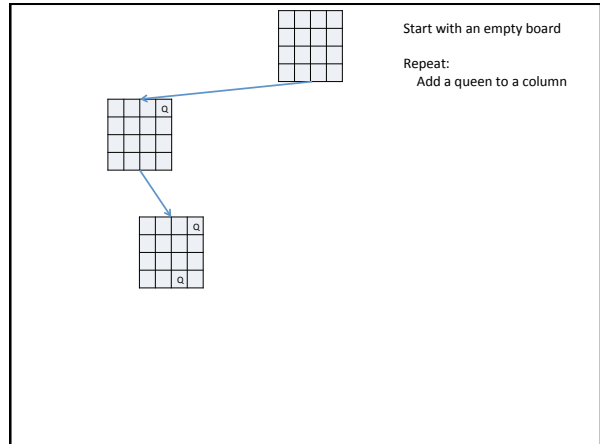 Start with an empty board
Repeat:
Add a queen to a column
Q
Q
Q